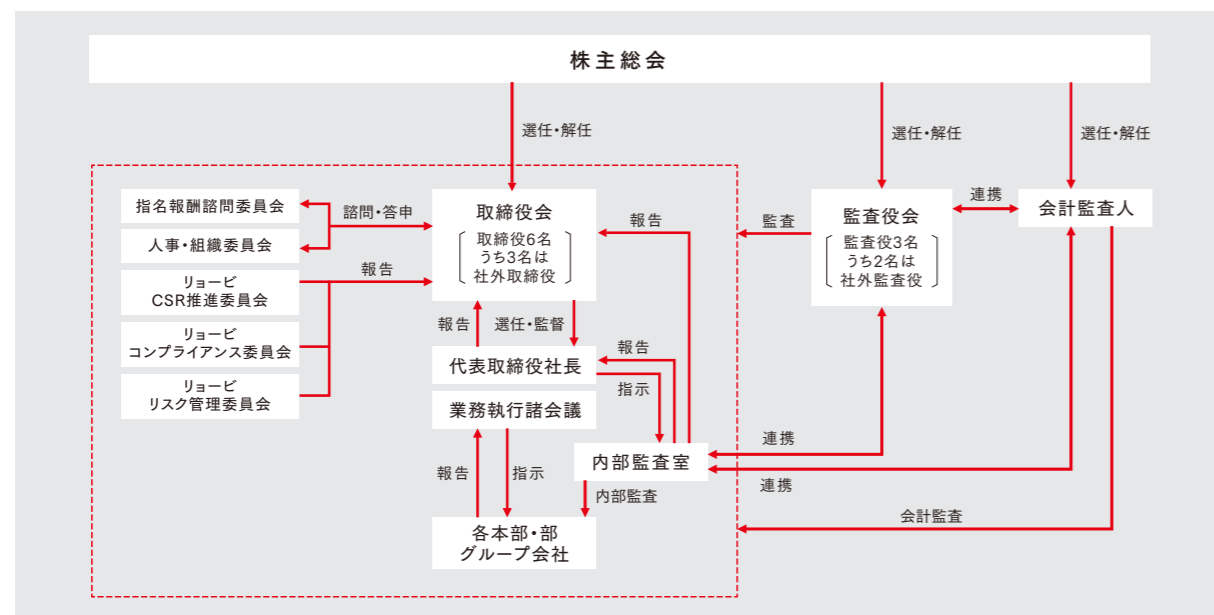 株主総会
選任・解任
選任・解任
選任・解任
指名報酬諮問委員会
人事・組織委員会
諮問・答申
リョービ
CSR推進委員会
リョービ
コンプライアンス委員会
リョービ
リスク管理委員会
報告
取締役会
取締役6名
うち3名は
社外取締役
報告
監査
監査役会
監査役3名
うち2名は
社外監査役
連携
会計監査人
報告
選任・監督
代表取締役社長
報告
指示
業務執行諸会議
内部監査室
連携
連携
報告
指示
内部監査
各本部・部
グループ会社
会計監査